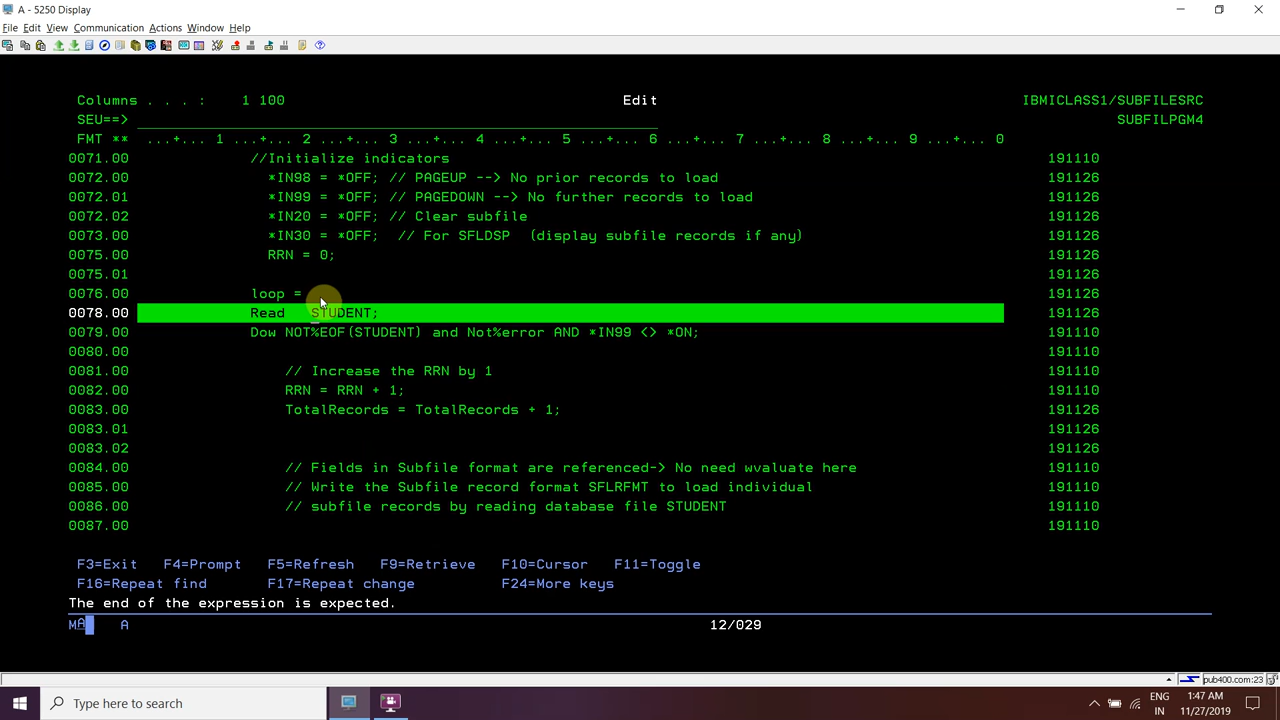 A - 5250 Display
File Edit View Communication Actions Window Help
Columns . . . : 1 100 Edit IBMICLASS1/SUBFILESRC
SEU==> SUBFILPGM4
FMT ** ...+... 1 ...+... 2 ...+... 3 ...+... 4 ...+... 5 ...+... 6 ...+... 7 ...+... 8 ...+... 9 ...+... 0
0071.00 //Initialize indicators 191110
0072.00 *IN98 = *OFF; // PAGEUP --> No prior records to load 191126
0072.01 *IN99 = *OFF; // PAGEDOWN --> No further records to load 191126
0072.02 *IN20 = *OFF; // Clear subfile 191126
0073.00 *IN30 = *OFF; // For SFLDSP (display subfile records if any) 191126
0075.00 RRN = 0; 191126
0075.01 191126
0076.00 loop = 191126
0078.00 Read STUDENT; 191126
0079.00 Dow NOT%EOF(STUDENT) and Not%error AND *IN99 <> *ON; 191110
0080.00 191110
0081.00 // Increase the RRN by 1 191110
0082.00 RRN = RRN + 1; 191110
0083.00 TotalRecords = TotalRecords + 1; 191126
0083.01 191126
0083.02 191126
0084.00 // Fields in Subfile format are referenced-> No need wvaluate here 191110
0085.00 // Write the Subfile record format SFLRFMT to load individual 191110
0086.00 // subfile records by reading database file STUDENT 191110
0087.00 191110
F3=Exit F4=Prompt F5=Refresh F9=Retrieve F10=Cursor F11=Toggle
F16=Repeat find F17=Repeat change F24=More keys
The end of the expression is expected.
MA A 12/029
pub400.com:23
Type here to search
ENG 1:47 AM
IN 11/27/2019